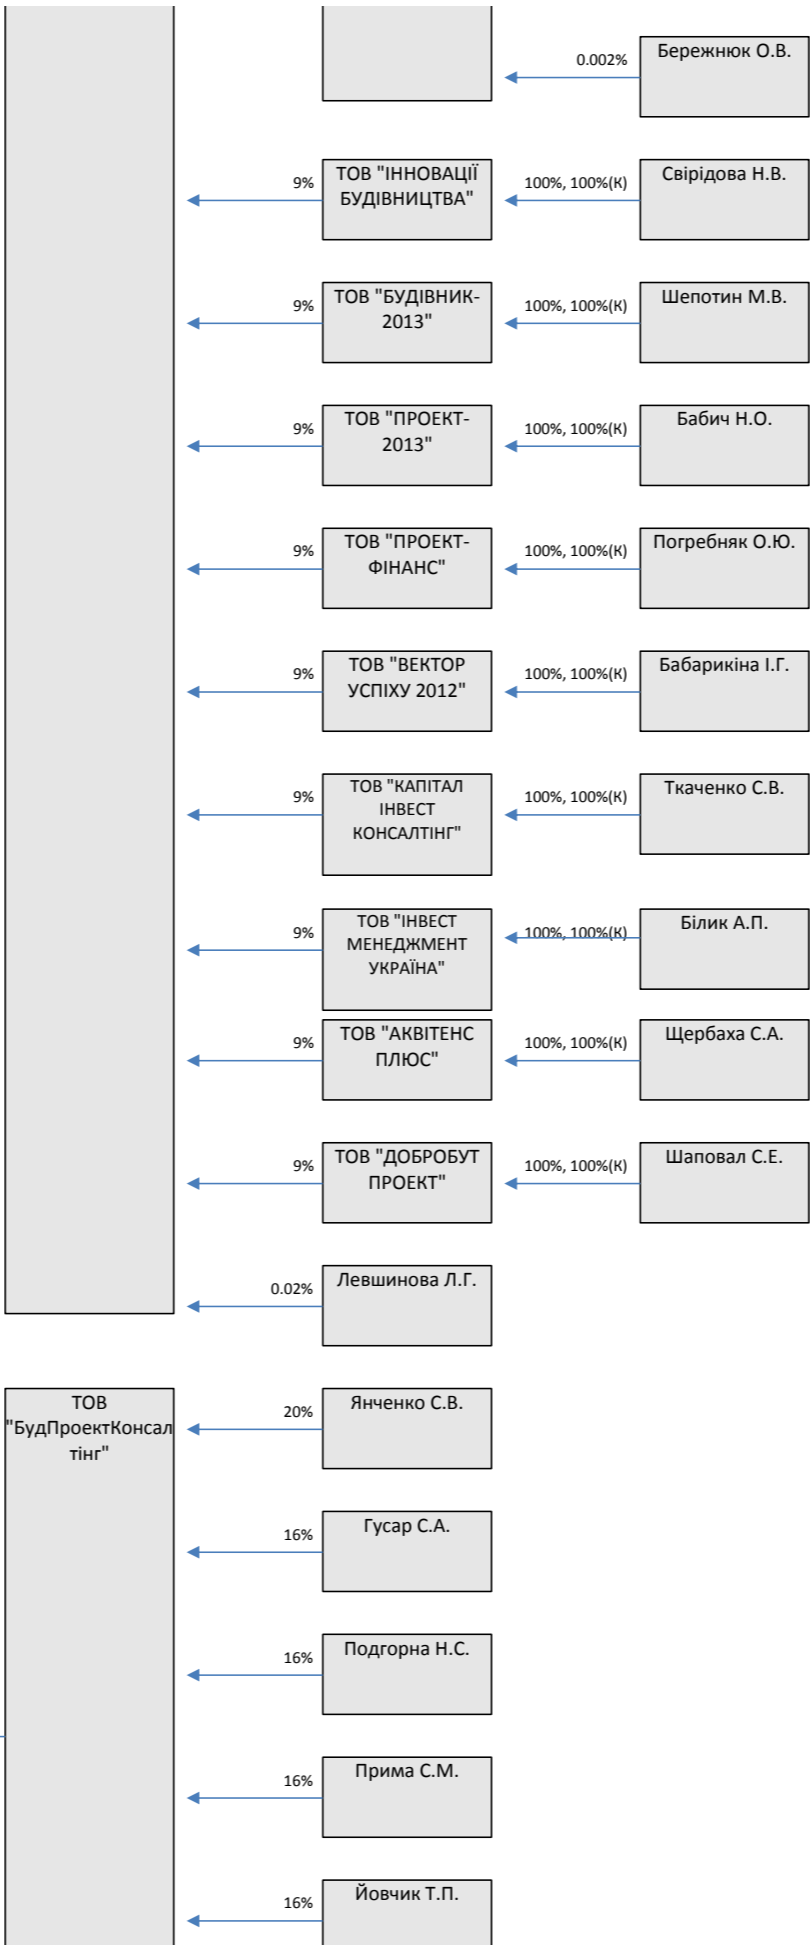 0.002%
Бережнюк О.В.
9%
ТОВ "ІННОВАЦІЇ
БУДІВНИЦТВА"
100%, 100%(К)
Свірідова Н.В.
9%
ТОВ "БУДІВНИК-
2013"
100%, 100%(К)
Шепотин М.В.
9%
ТОВ "ПРОЕКТ-
2013"
100%, 100%(К)
Бабич Н.О.
9%
ТОВ "ПРОЕКТ-
ФІНАНС"
100%, 100%(К)
Погребняк О.Ю.
9%
ТОВ "ВЕКТОР
УСПІХУ 2012"
100%, 100%(К)
Бабарикіна І.Г.
9%
ТОВ "КАПІТАЛ
ІНВЕСТ
КОНСАЛТІНГ"
100%, 100%(К)
Ткаченко С.В.
9%
ТОВ "ІНВЕСТ
МЕНЕДЖМЕНТ
УКРАЇНА"
100%, 100%(К)
Білик А.П.
9%
ТОВ "АКВІТЕНС
ПЛЮС"
100%, 100%(К)
Щербаха С.А.
9%
ТОВ "ДОБРОБУТ
ПРОЕКТ"
100%, 100%(К)
Шаповал С.Е.
0.02%
Левшинова Л.Г.
ТОВ
"БудПроектКонсал
тінг"
20%
Янченко С.В.
16%
Гусар С.А.
16%
Подгорна Н.С.
16%
Прима С.М.
16%
Йовчик Т.П.